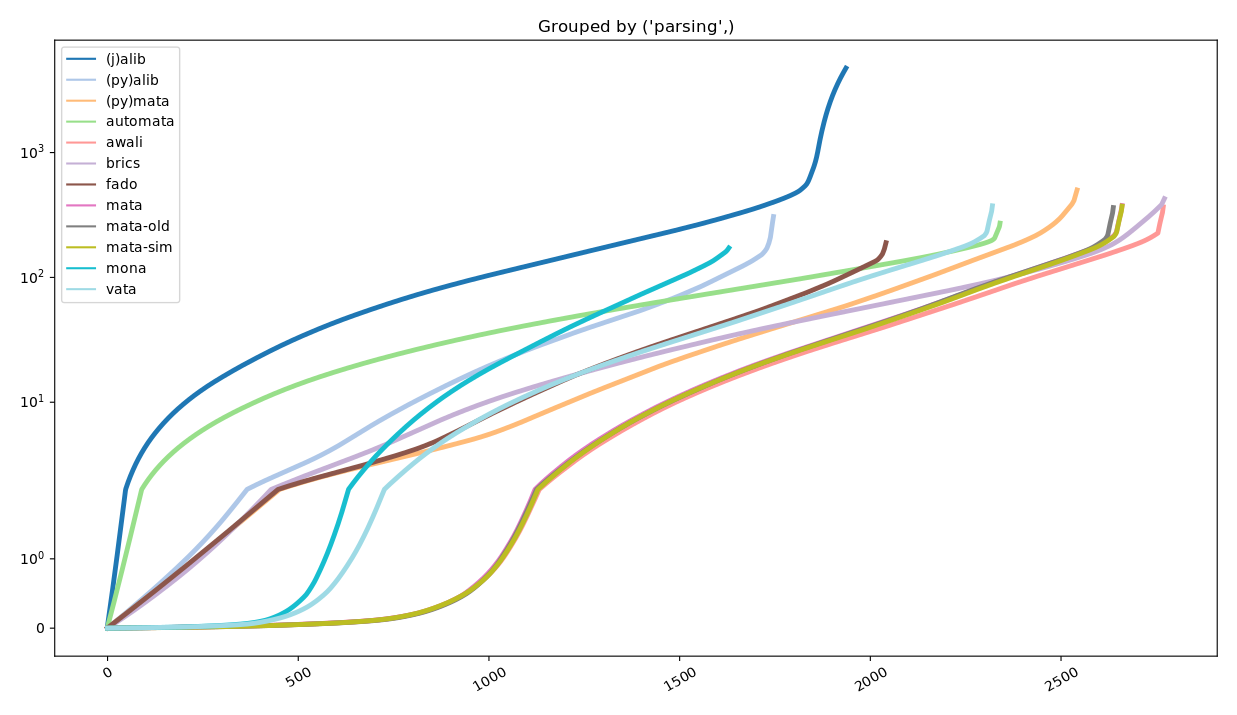 Grouped by ('parsing',)
(j)alib
(py)alib
(py)mata
automata
awali
brics
fado
mata
mata-old
mata-sim
mona
vata
10³
10²
10¹
10⁰
0
0
500
1000
1500
2000
2500